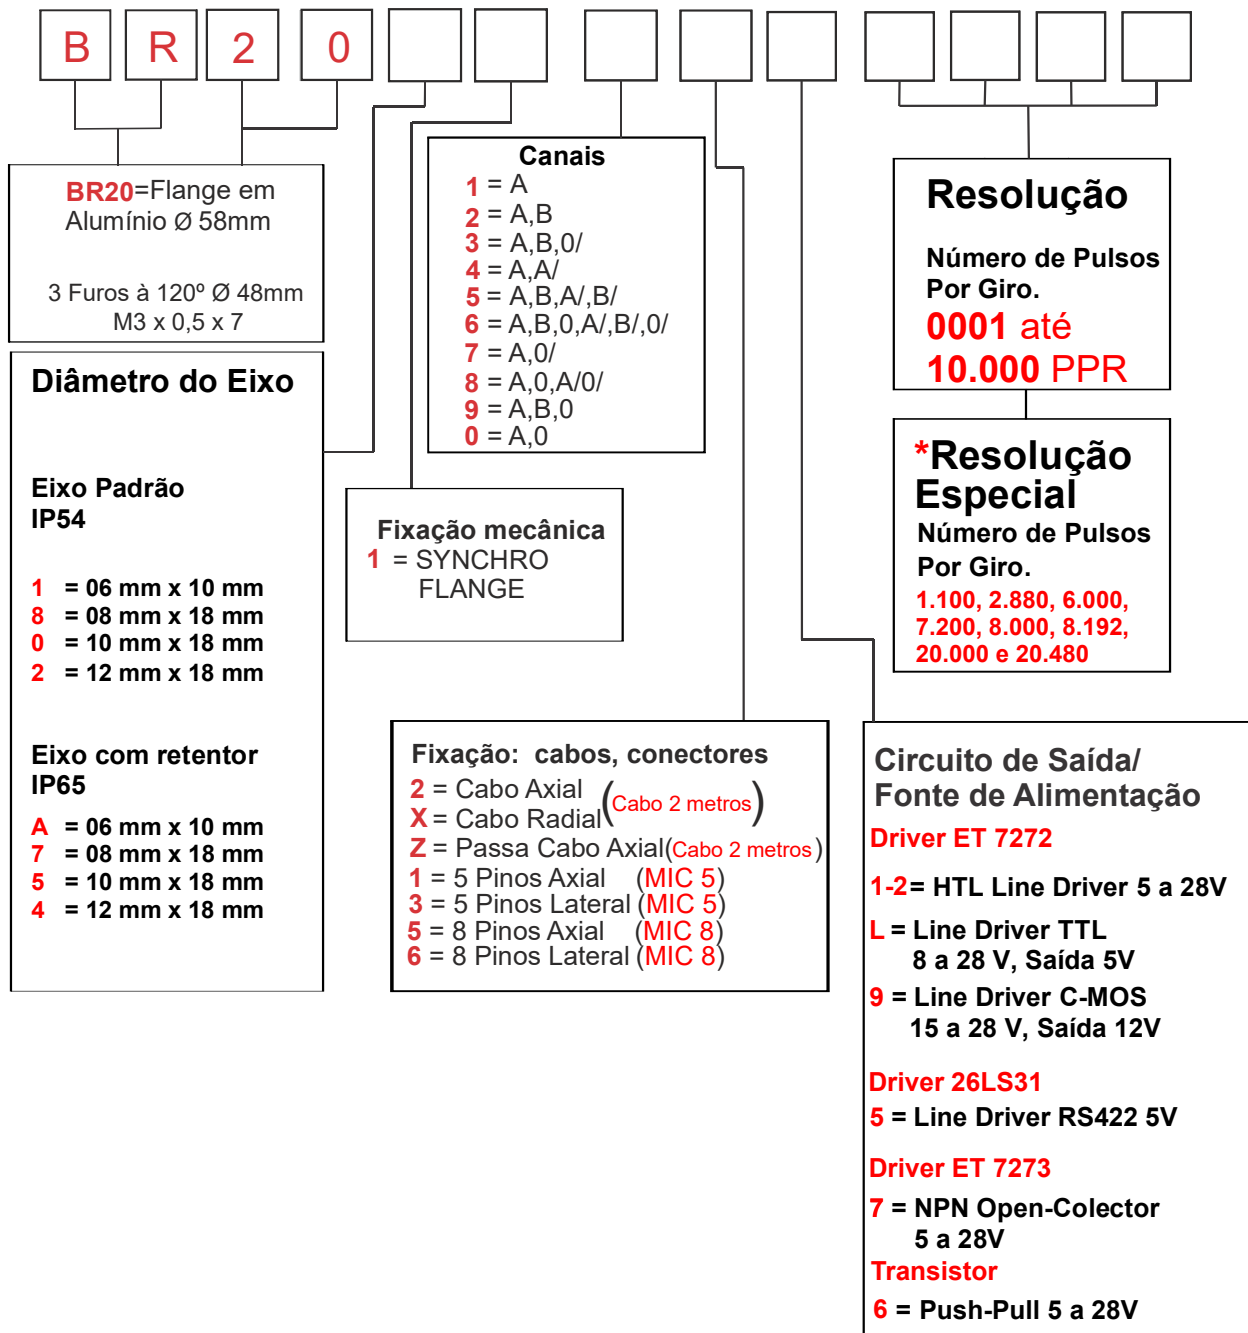 B R 2 0
BR20=Flange em
Alumínio Ø 58mm
3 Furos à 120º Ø 48mm
M3 x 0,5 x 7
Diâmetro do Eixo
Eixo Padrão
IP54
1 = 06 mm x 10 mm
8 = 08 mm x 18 mm
0 = 10 mm x 18 mm
2 = 12 mm x 18 mm
Eixo com retentor
IP65
A = 06 mm x 10 mm
7 = 08 mm x 18 mm
5 = 10 mm x 18 mm
4 = 12 mm x 18 mm
Fixação mecânica
1 = SYNCHRO
FLANGE
Canais
1 = A
2 = A,B
3 = A,B,0/
4 = A,A/
5 = A,B,A/,B/
6 = A,B,0,A/,B/,0/
7 = A,0/
8 = A,0,A/0/
9 = A,B,0
0 = A,0
Fixação: cabos, conectores
2 = Cabo Axial
X = Cabo Radial
(Cabo 2 metros)
Z = Passa Cabo Axial(Cabo 2 metros)
1 = 5 Pinos Axial (MIC 5)
3 = 5 Pinos Lateral (MIC 5)
5 = 8 Pinos Axial (MIC 8)
6 = 8 Pinos Lateral (MIC 8)
Circuito de Saída/
Fonte de Alimentação
Driver ET 7272
1-2= HTL Line Driver 5 a 28V
L = Line Driver TTL
8 a 28 V, Saída 5V
9 = Line Driver C-MOS
15 a 28 V, Saída 12V
Driver 26LS31
5 = Line Driver RS422 5V
Driver ET 7273
7 = NPN Open-Colector
5 a 28V
Transistor
6 = Push-Pull 5 a 28V
Resolução
Número de Pulsos
Por Giro.
0001 até
10.000 PPR
*Resolução
Especial
Número de Pulsos
Por Giro.
1.100, 2.880, 6.000,
7.200, 8.000, 8.192,
20.000 e 20.480